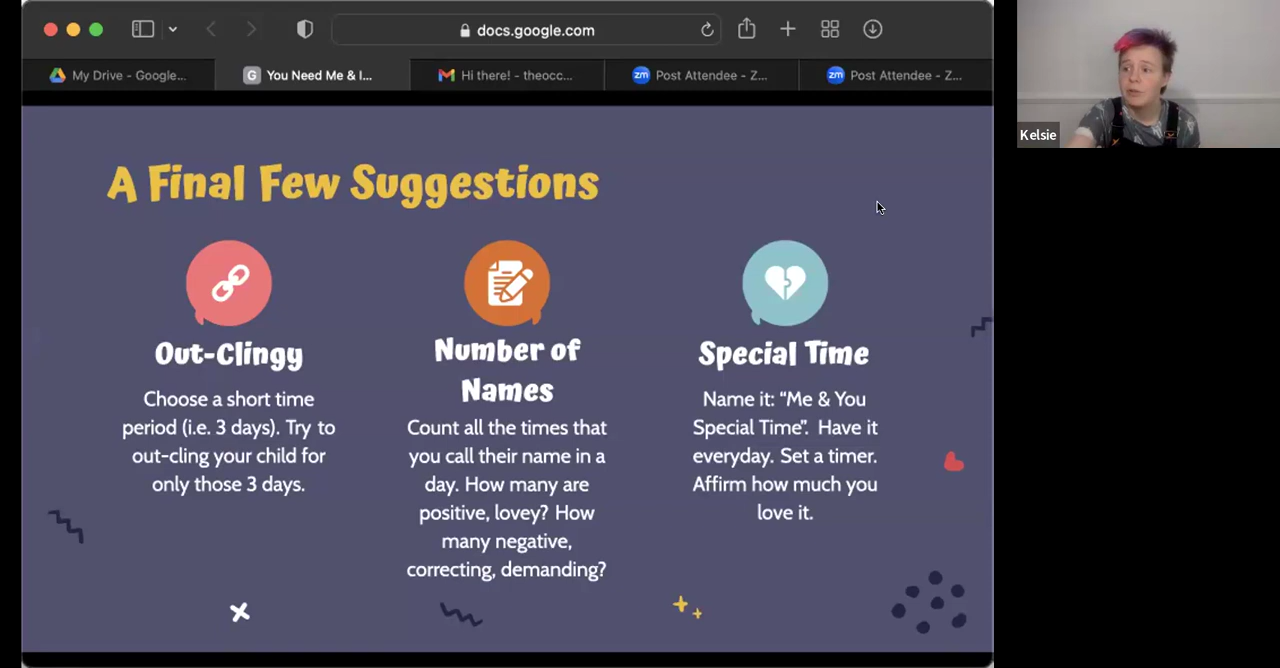 docs.google.com
My Drive - Google...
G
You Need Me & I...
Hi there! - theocc...
zm
Post Attendee - Z...
zm
Post Attendee - Z...
Kelsie
A Final Few Suggestions
Out-Clingy
Choose a short time
period (i.e. 3 days). Try to
out-cling your child for
only those 3 days.
Number of
Names
Count all the times that
you call their name in a
day. How many are
positive, lovey? How
many negative,
correcting, demanding?
Special Time
Name it: “Me & You
Special Time”. Have it
everyday. Set a timer.
Affirm how much you
love it.